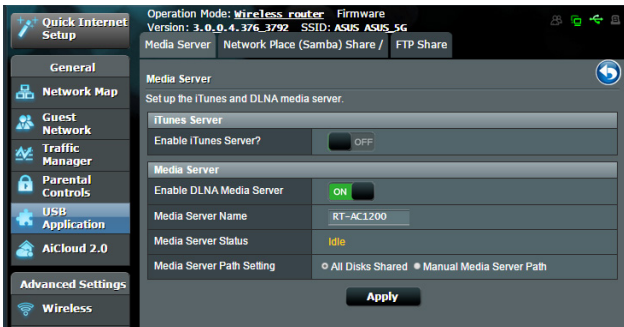 Quick Internet
Setup
General
Network Map
Guest
Network
Traffic
Manager
Parental
Controls
USB
Application
AiCloud 2.0
Advanced Settings
Wireless
Operation Mode: Wireless router Firmware
Version: 3.0.0.4.376_3792 SSID: ASUS ASUS_5G
Media Server Network Place (Samba) Share / FTP Share
Media Server
Set up the iTunes and DLNA media server.
iTunes Server
Enable iTunes Server? OFF
Media Server
Enable DLNA Media Server ON
Media Server Name RT-AC1200
Media Server Status Idle
Media Server Path Setting All Disks Shared Manual Media Server Path
Apply